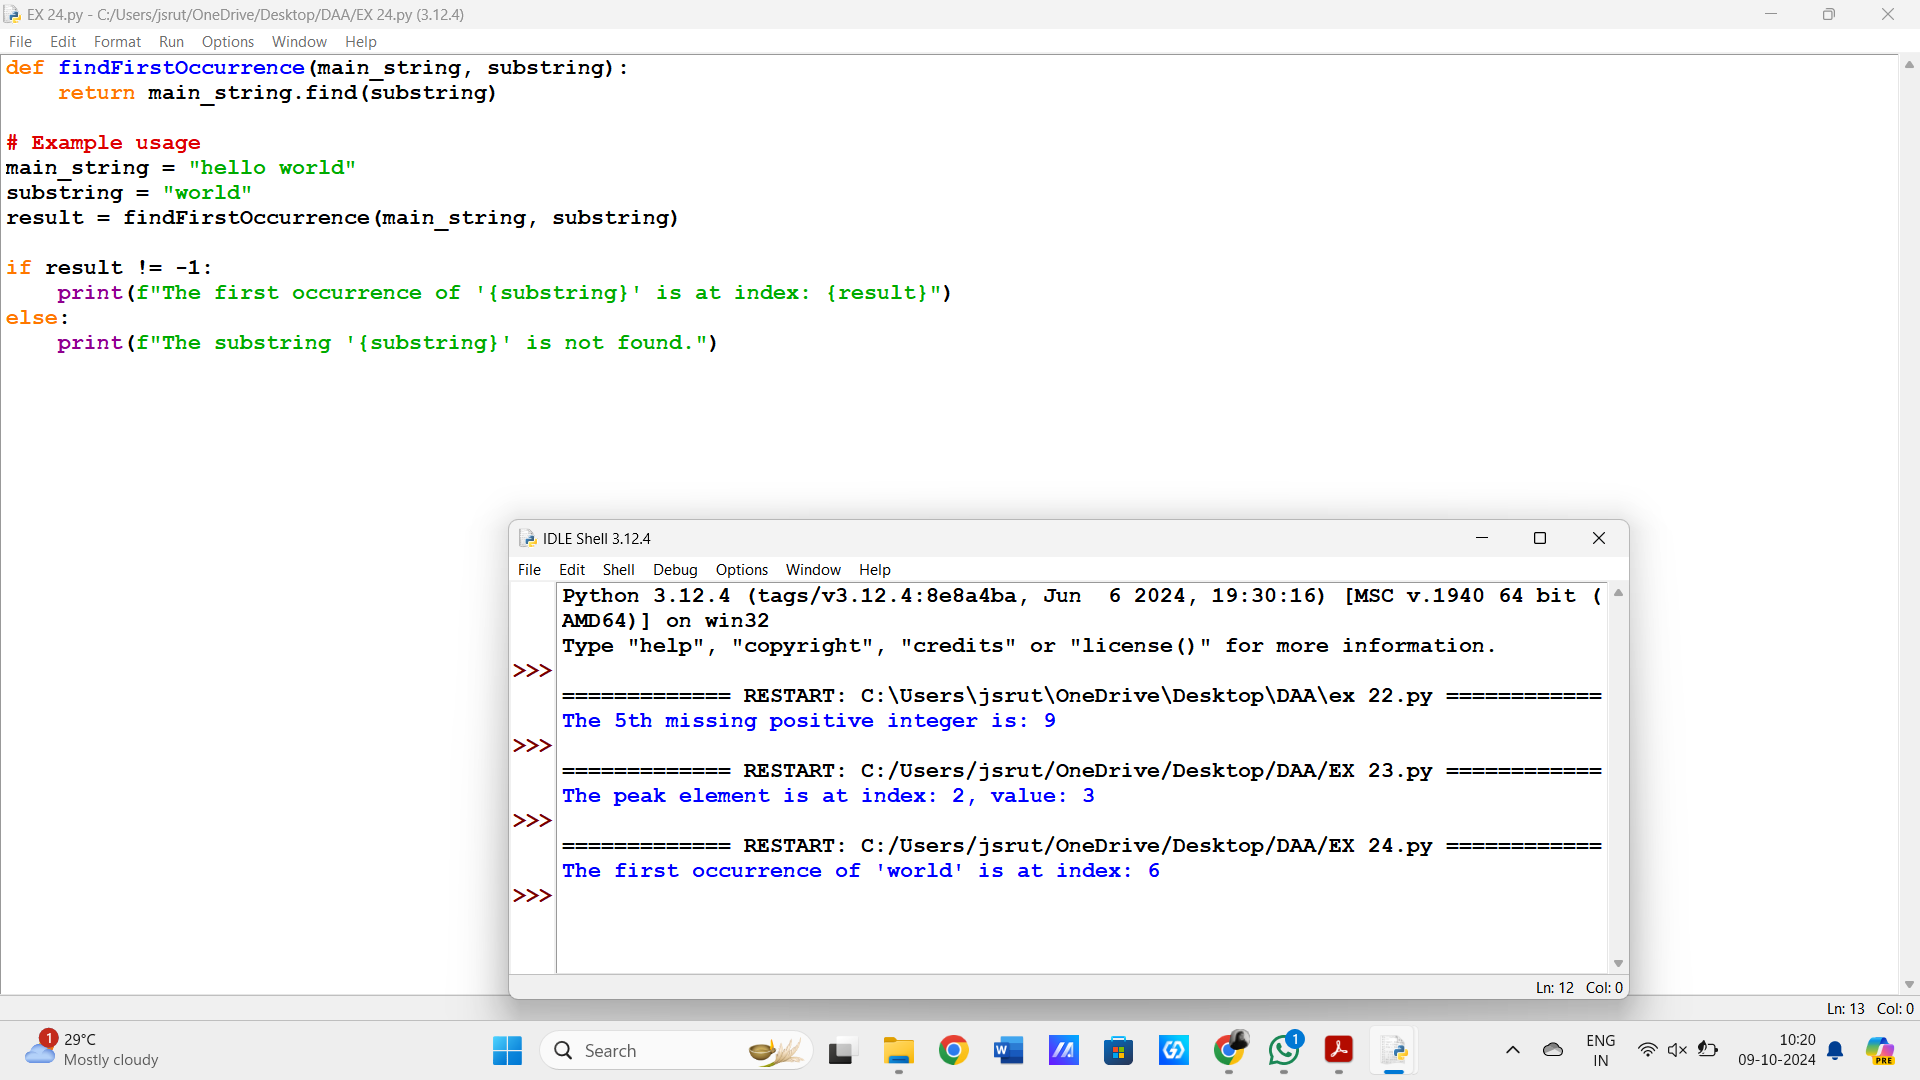 EX 24.py - C:/Users/jsrut/OneDrive/Desktop/DAA/EX 24.py (3.12.4)
File Edit Format Run Options Window Help
def findFirstOccurrence(main_string, substring):
    return main_string.find(substring)
# Example usage
main_string = "hello world"
substring = "world"
result = findFirstOccurrence(main_string, substring)
if result != -1:
    print(f"The first occurrence of '{substring}' is at index: {result}")
else:
    print(f"The substring '{substring}' is not found.")
IDLE Shell 3.12.4
File Edit Shell Debug Options Window Help
Python 3.12.4 (tags/v3.12.4:8e8a4ba, Jun  6 2024, 19:30:16) [MSC v.1940 64 bit (
AMD64)] on win32
Type "help", "copyright", "credits" or "license()" for more information.
>>>
============= RESTART: C:\Users\jsrut\OneDrive\Desktop\DAA\ex 22.py ============
The 5th missing positive integer is: 9
>>>
============= RESTART: C:/Users/jsrut/OneDrive/Desktop/DAA/EX 23.py ============
The peak element is at index: 2, value: 3
>>>
============= RESTART: C:/Users/jsrut/OneDrive/Desktop/DAA/EX 24.py ============
The first occurrence of 'world' is at index: 6
>>>
Ln: 12 Col: 0
Ln: 13 Col: 0
1
29°C
Mostly cloudy
Search
W
1
ENG
IN
10:20
09-10-2024
PRE